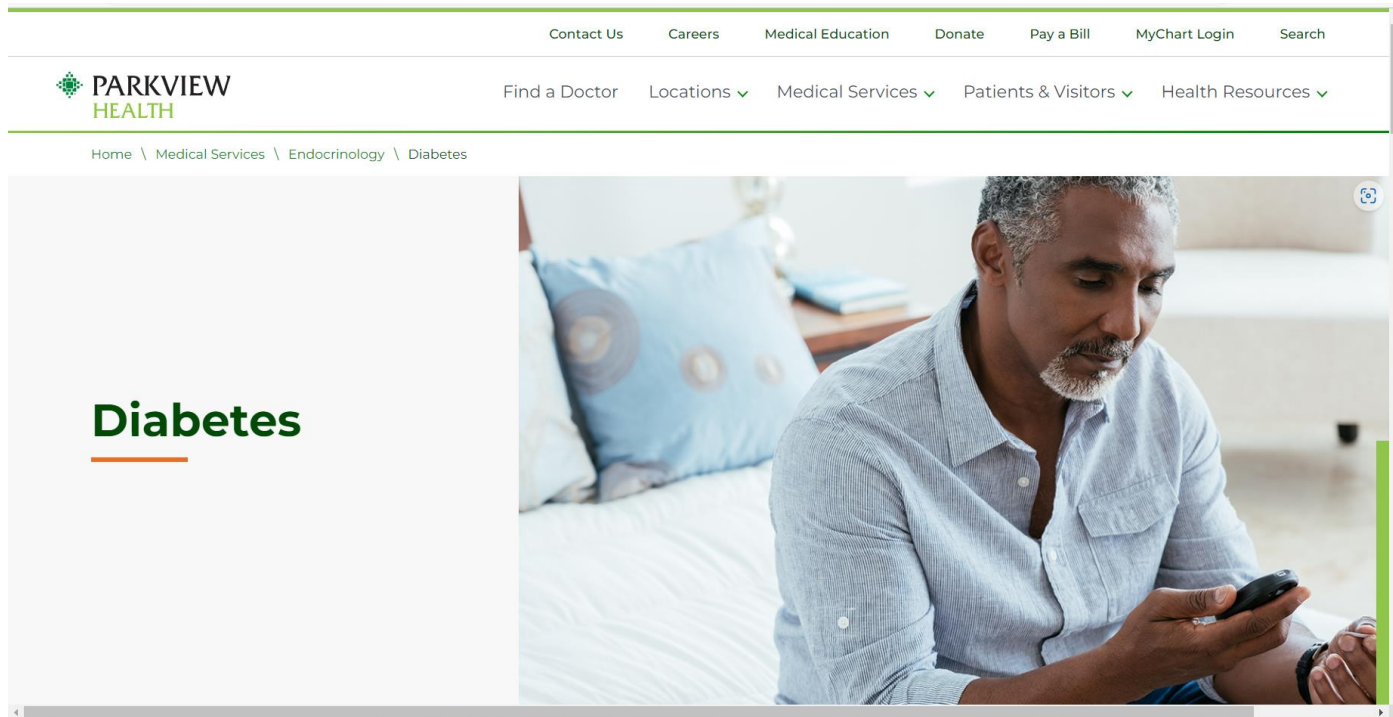 Contact Us Careers Medical Education Donate Pay a Bill MyChart Login Search
PARKVIEW
HEALTH
Find a Doctor Locations Medical Services Patients & Visitors Health Resources
Home \ Medical Services \ Endocrinology \ Diabetes
Diabetes